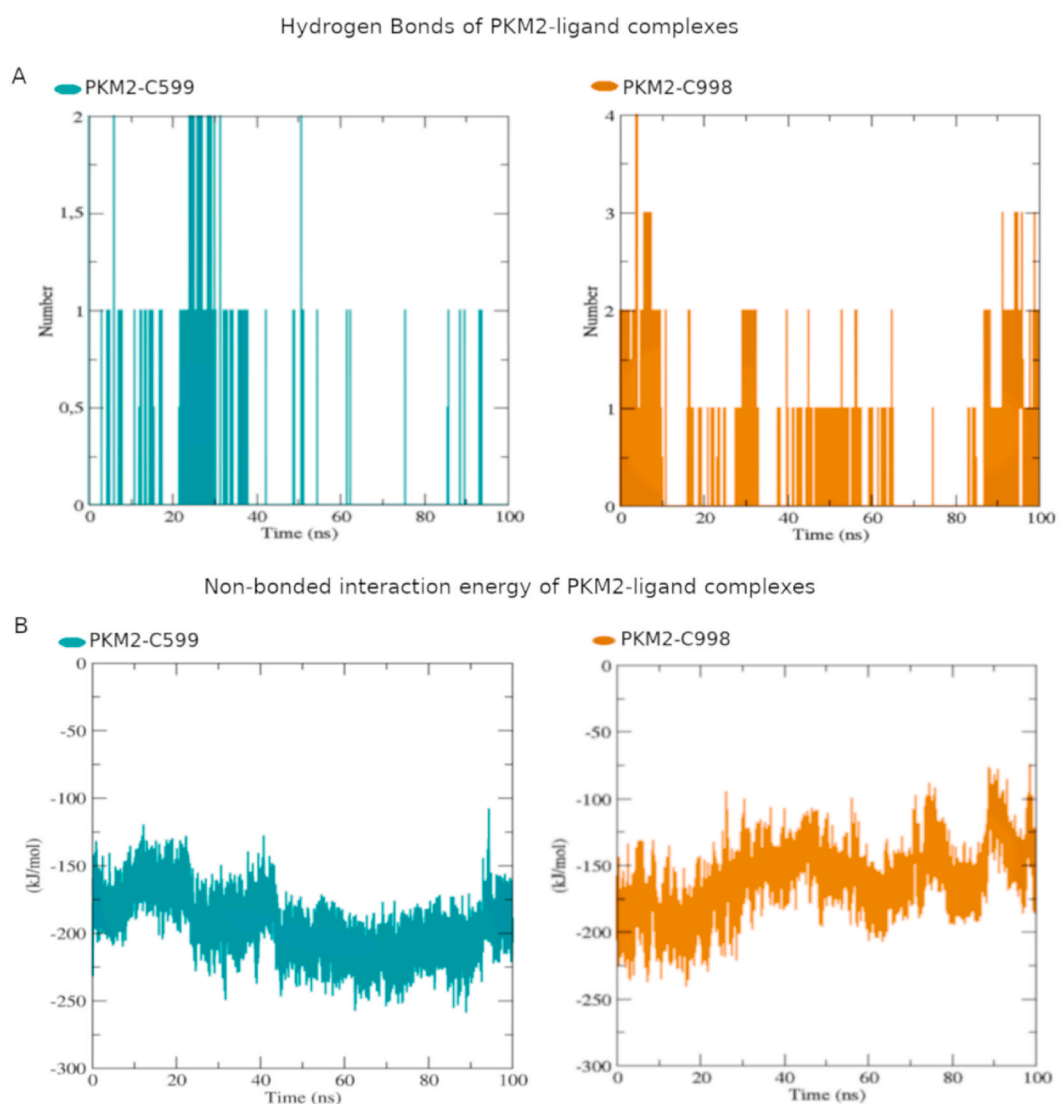 Hydrogen Bonds of PKM2-ligand complexes
A
PKM2-C599
PKM2-C998
2
1,5
1
0,5
0
Number
0 20 40 60 80 100
Time (ns)
4
3
2
1
0
Number
0 20 40 60 80 100
Time (ns)
Non-bonded interaction energy of PKM2-ligand complexes
B
PKM2-C599
PKM2-C998
0
-50
-100
-150
-200
-250
-300
(kJ/mol)
0 20 40 60 80 100
Time (ns)
0
-50
-100
-150
-200
-250
-300
(kJ/mol)
0 20 40 60 80 100
Time (ns)